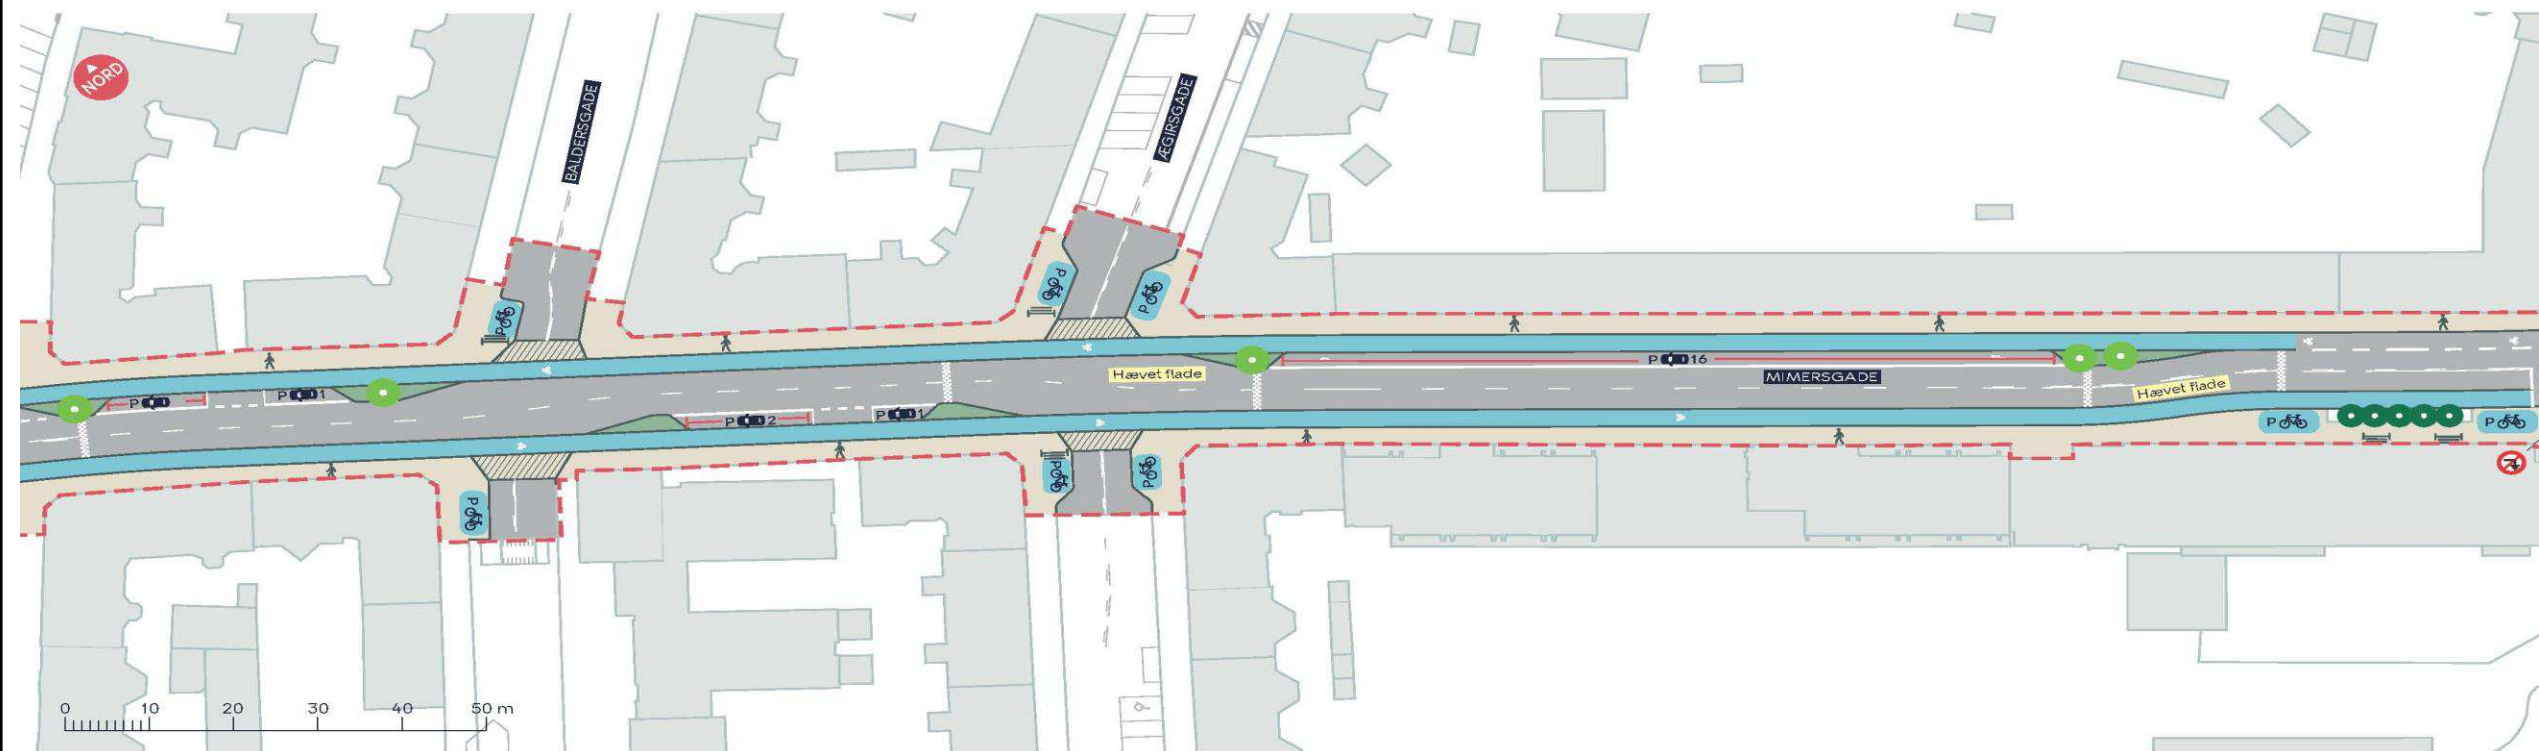 NORD
BALDERSGADE
ÆGIRSGADE
P
P
P
P 16
MIMERSGADE
Hævet flade
Hævet flade
P
P 1
P 2
P 1
P
P
P
P
P
0 10 20 30 40 50 m